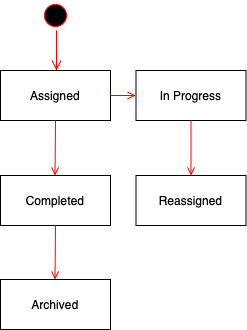 Assigned
In Progress
Completed
Reassigned
Archived